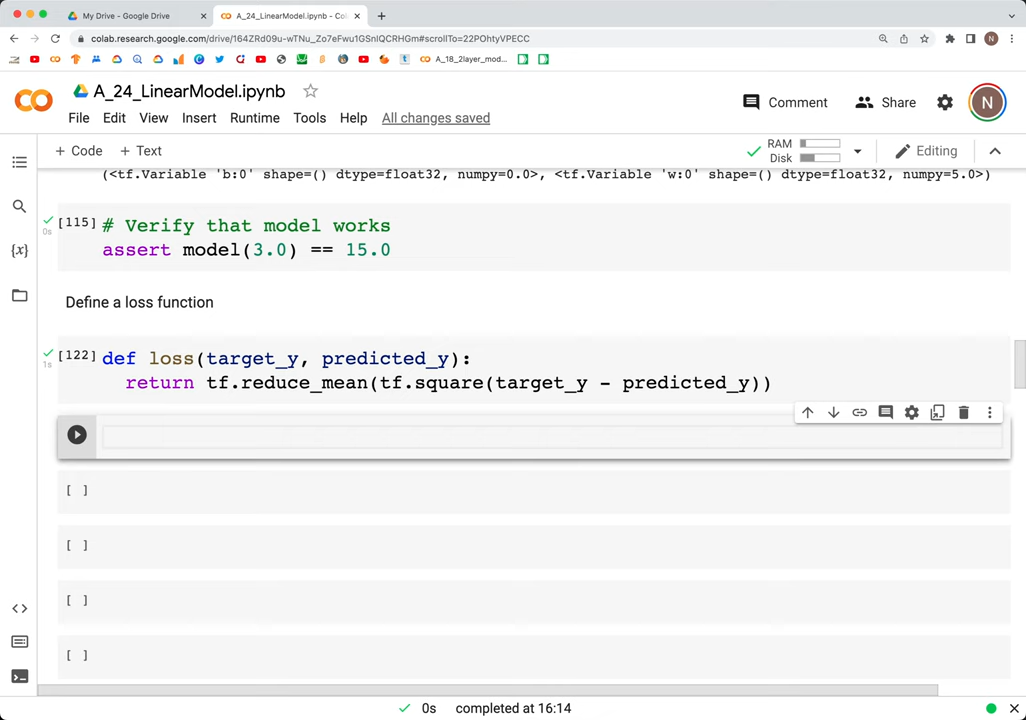 My Drive - Google Drive
A_24_LinearModel.ipynb - Col
colab.research.google.com/drive/164ZRd09u-wTNu_Zo7eFwu1GSnIQCRHGm#scrollTo=22POhtyVPECC
N
A_18_2layer_mod...
A_24_LinearModel.ipynb
Comment
Share
N
File Edit View Insert Runtime Tools Help All changes saved
+ Code + Text
RAM
Disk
Editing
(<tf.Variable 'b:0' shape=() dtype=float32, numpy=0.0>, <tf.Variable 'w:0' shape=() dtype=float32, numpy=5.0>)
[115] # Verify that model works
0s
assert model(3.0) == 15.0
{x}
Define a loss function
[122] def loss(target_y, predicted_y):
1s
return tf.reduce_mean(tf.square(target_y - predicted_y))
[ ]
[ ]
[ ]
[ ]
0s completed at 16:14